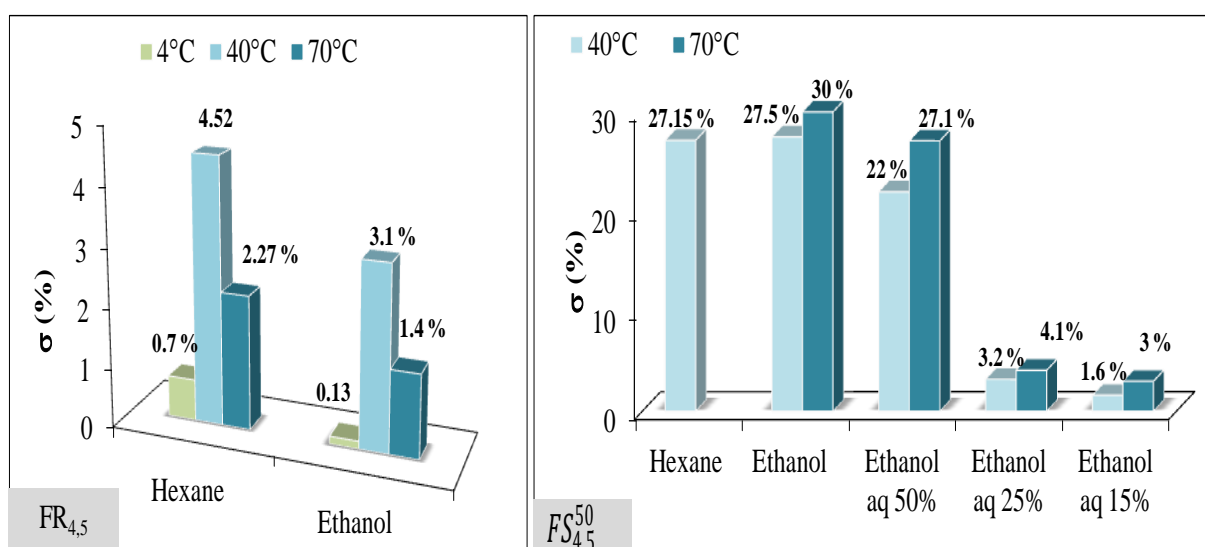 4°C 40°C 70°C
σ (%)
5
4
3
2
1
0
0.7 %
4.52
2.27 %
0.13
3.1 %
1.4 %
Hexane
Ethanol
FR4,5
40°C 70°C
σ (%)
30
20
10
0
27.15 %
27.5 %
30 %
22 %
27.1 %
3.2 %
4.1%
1.6 %
3 %
Hexane
Ethanol
Ethanol
aq 50%
Ethanol
aq 25%
Ethanol
aq 15%
FS50 4,5